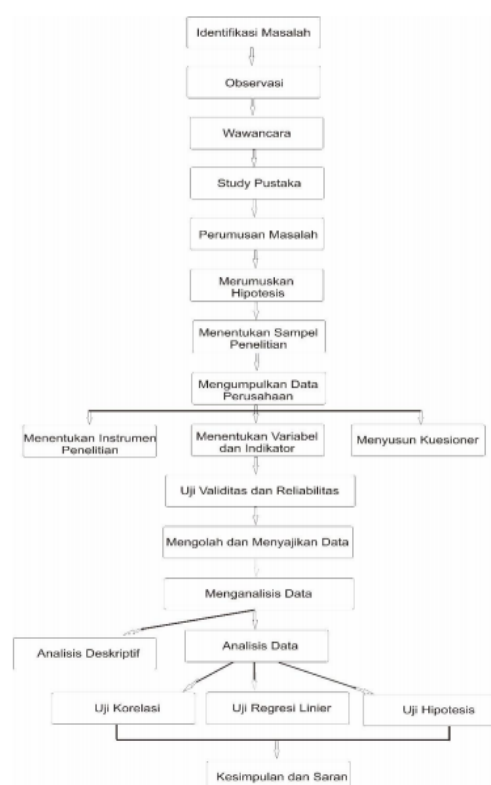 Identifikasi Masalah
Observasi
Wawancara
Study Pustaka
Perumusan Masalah
Merumuskan
Hipotesis
Menentukan Sampel
Penelitian
Mengumpulkan Data
Perusahaan
Menentukan Instrumen
Penelitian
Menentukan Variabel
dan Indikator
Menyusun Kuesioner
Uji Validitas dan Reliabilitas
Mengolah dan Menyajikan Data
Menganalisis Data
Analisis Deskriptif
Analisis Data
Uji Korelasi
Uji Regresi Linier
Uji Hipotesis
Kesimpulan dan Saran